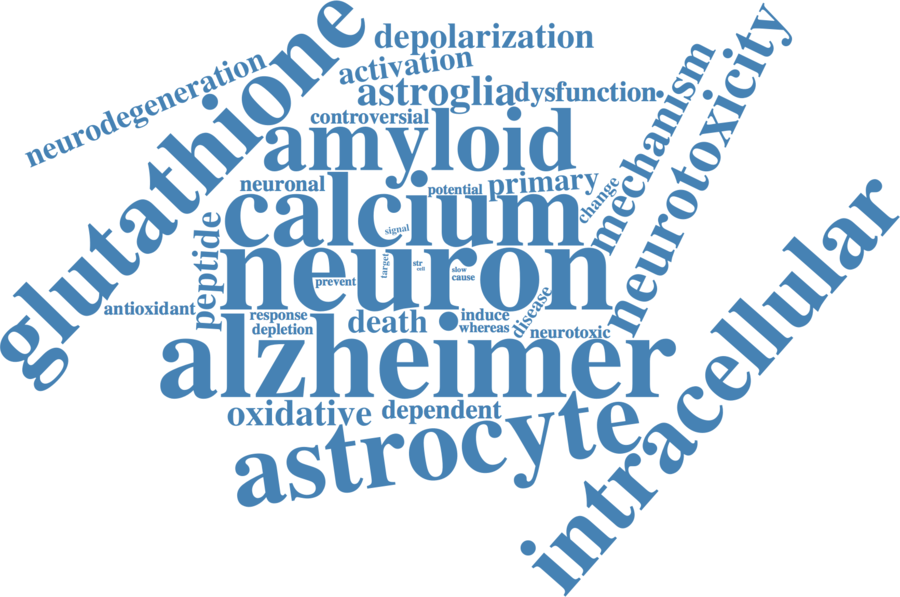 glutathione
depolarization
activation
neurodegeneration
astroglia
dysfunction.
controversial
amyloid
mechanism
neurotoxicity
neuronal
potential
primary
change
calcium
signal
peptide
neuron
target
str
cell
slow
cause
prevent
antioxidant
response
depletion
death
induce
whereas
disease
neurotoxic
alzheimer
intracellular
oxidative
dependent
astrocyte